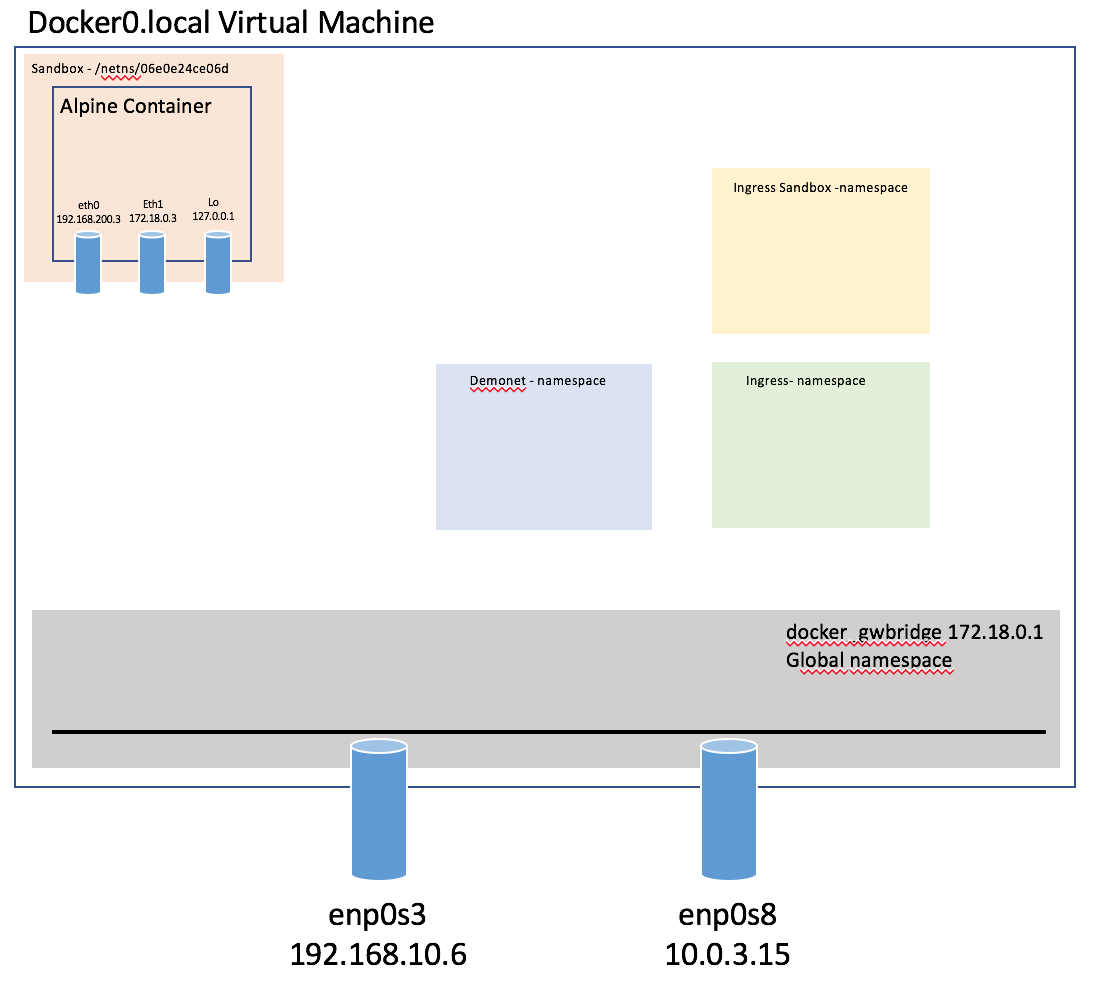 Docker0.local Virtual Machine
Sandbox - /netns/06e0e24ce06d
Alpine Container
eth0
192.168.200.3
Eth1
172.18.0.3
Lo
127.0.0.1
Ingress Sandbox -namespace
Demonet - namespace
Ingress- namespace
docker_gwbridge 172.18.0.1
Global namespace
enp0s3
192.168.10.6
enp0s8
10.0.3.15